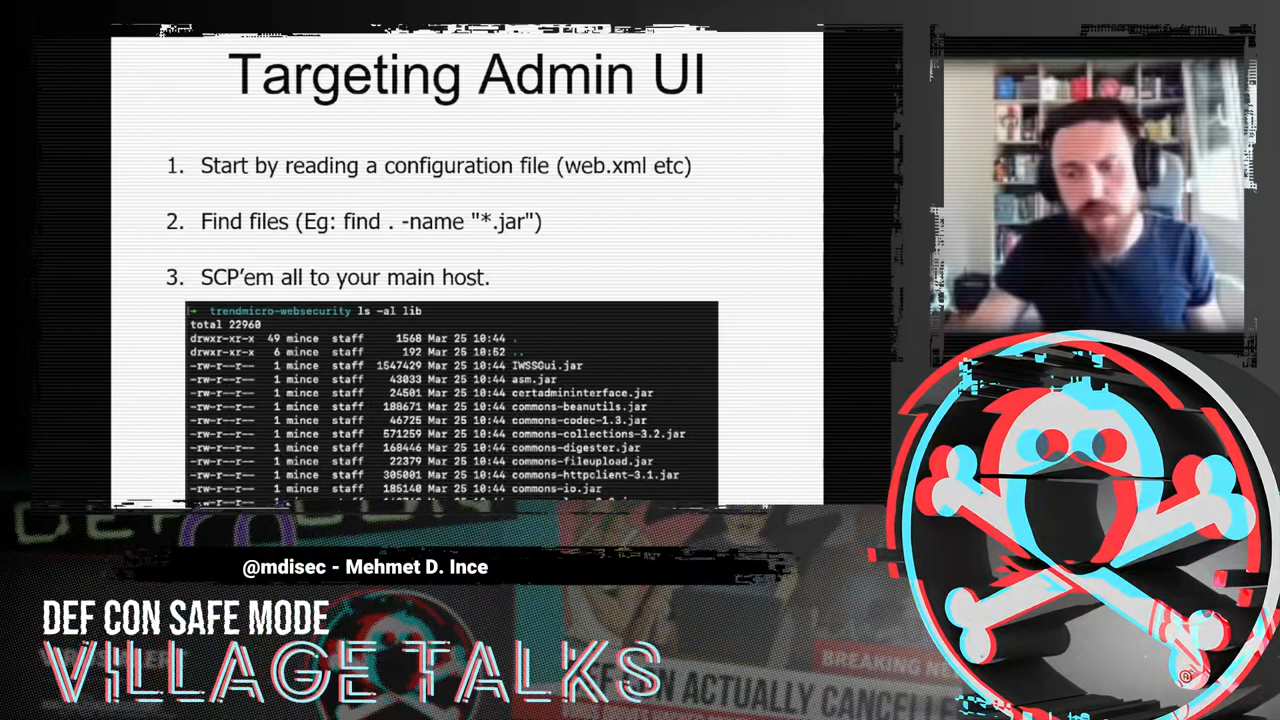 Targeting Admin UI
1. Start by reading a configuration file (web.xml etc)
2. Find files (Eg: find . -name "*.jar")
3. SCP'em all to your main host.
trendmicro-websecurity ls -al lib
total 22960
drwxr-xr-x 49 mince staff 1568 Mar 25 10:44 .
drwxr-xr-x 6 mince staff 192 Mar 25 10:52 ..
-rw-r--r-- 1 mince staff 1547429 Mar 25 10:44 IWSSGui.jar
-rw-r--r-- 1 mince staff 43033 Mar 25 10:44 asm.jar
-rw-r--r-- 1 mince staff 24501 Mar 25 10:44 certadmininterface.jar
-rw-r--r-- 1 mince staff 188671 Mar 25 10:44 commons-beanutils.jar
-rw-r--r-- 1 mince staff 46725 Mar 25 10:44 commons-codec-1.3.jar
-rw-r--r-- 1 mince staff 571259 Mar 25 10:44 commons-collections-3.2.jar
-rw-r--r-- 1 mince staff 168446 Mar 25 10:44 commons-digester.jar
-rw-r--r-- 1 mince staff 22379 Mar 25 10:44 commons-fileupload.jar
-rw-r--r-- 1 mince staff 305001 Mar 25 10:44 commons-httpclient-3.1.jar
-rw-r--r-- 1 mince staff 185140 Mar 25 10:44 commons-io.jar
DEF CON
@mdisec - Mehmet D. Ince
DEF CON SAFE MODE
VILLAGE TALKS
BREAKING
CON ACTUALLY
®